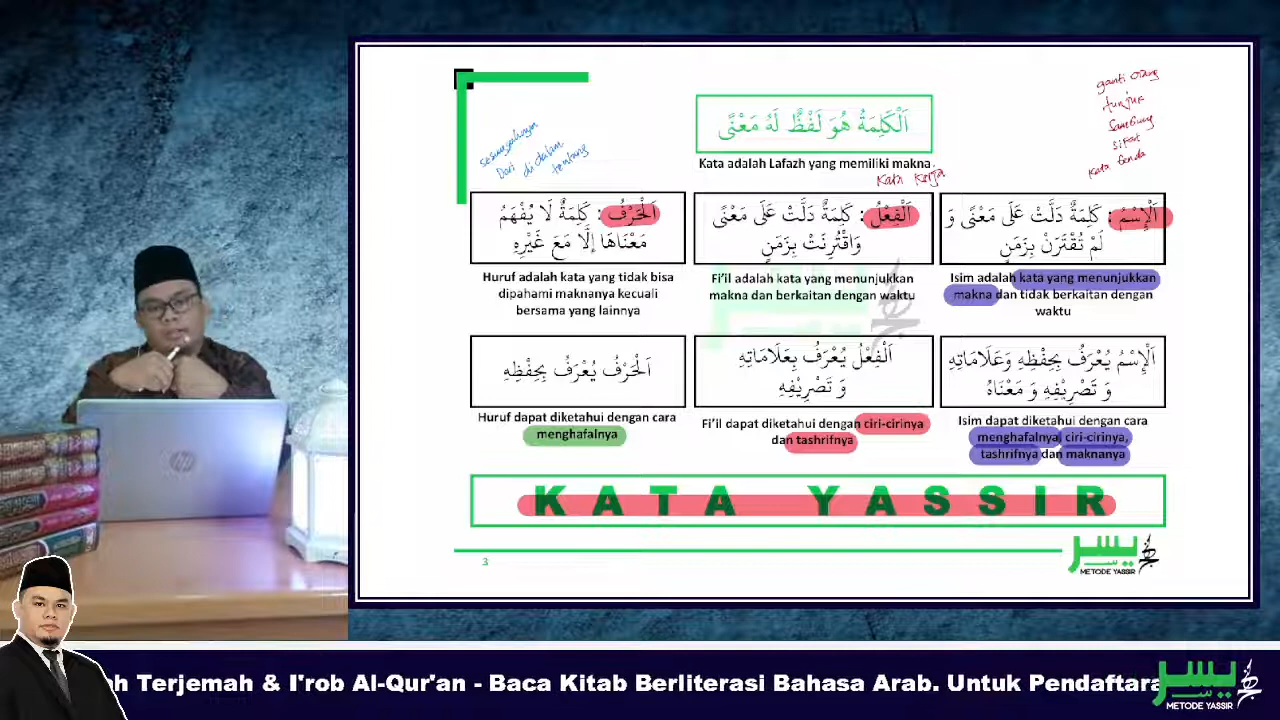 اَلْكَلِمَةُ هُوَ لَفْظٌ لَهُ مَعْنًى
Kata adalah Lafazh yang memiliki makna
ganti orang
tunjuk
Sambung
sifat
kata benda
kata kerja
sesungguhnya
Dari di dalam
tentang
اَلْإِسْمُ : كَلِمَةٌ دَلَّتْ عَلَى مَعْنًى وَ
لَمْ تُقْتَرَنْ بِزَمَنٍ
Isim adalah kata yang menunjukkan
makna dan tidak berkaitan dengan
waktu
اَلْفِعْلُ : كَلِمَةٌ دَلَّتْ عَلَى مَعْنًى
وَاقْتُرِنَتْ بِزَمَنٍ
Fi'il adalah kata yang menunjukkan
makna dan berkaitan dengan waktu
اَلْحَرْفُ : كَلِمَةٌ لَا يُفْهَمُ
مَعْنَاهَا إِلَّا مَعَ غَيْرِهِ
Huruf adalah kata yang tidak bisa
dipahami maknanya kecuali
bersama yang lainnya
اَلْإِسْمُ يُعْرَفُ بِحِفْظِهِ وَعَلَامَاتِهِ
وَ تَصْرِيْفِهِ وَ مَعْنَاهُ
Isim dapat diketahui dengan cara
menghafalnya, ciri-cirinya,
tashrifnya dan maknanya
اَلْفِعْلُ يُعْرَفُ بِعَلَامَاتِهِ
وَ تَصْرِيْفِهِ
Fi'il dapat diketahui dengan ciri-cirinya
dan tashrifnya
اَلْحَرْفُ يُعْرَفُ بِحِفْظِهِ
Huruf dapat diketahui dengan cara
menghafalnya
KATA YASSIR
3
يسر
METODE YASSIR
hp
h Terjemah & I'rob Al-Qur'an - Baca Kitab Berliterasi Bahasa Arab. Untuk Pendaftara
يسر
METODE YASSIR